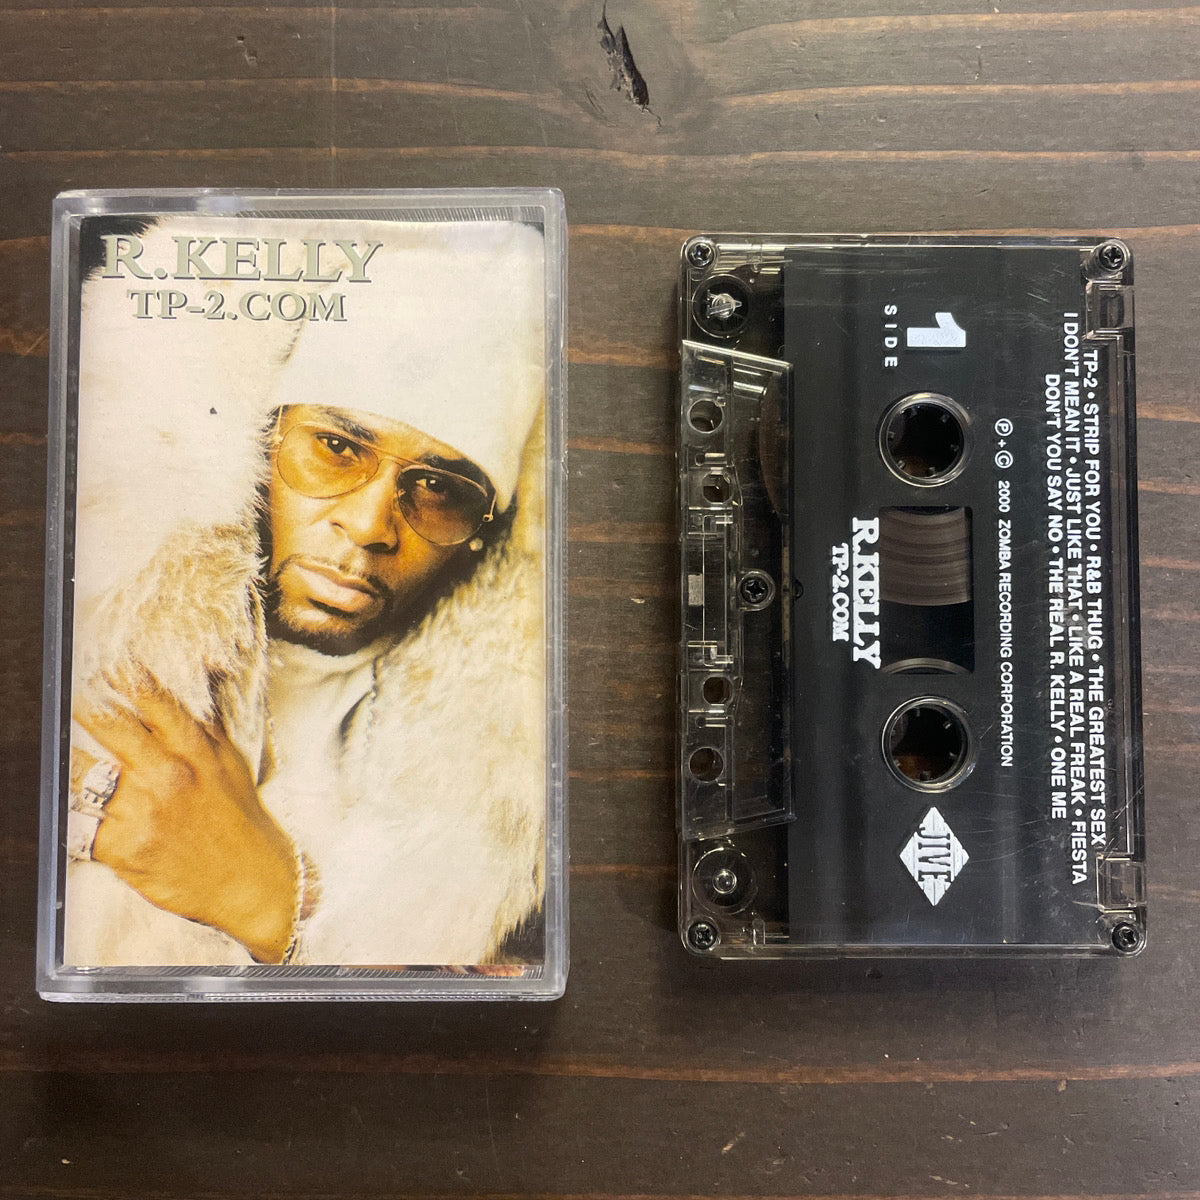 R. KELLY
TP-2.COM
1
SIDE
TP-2 • STRIP FOR YOU • R&B THUG • THE GREATEST SEX
I DON'T MEAN IT • JUST LIKE THAT • LIKE A REAL FREAK • FIESTA
DON'T YOU SAY NO • THE REAL R. KELLY • ONE ME
Ⓟ + © 2000 ZOMBA RECORDING CORPORATION
R. KELLY
TP-2.COM
JIVE